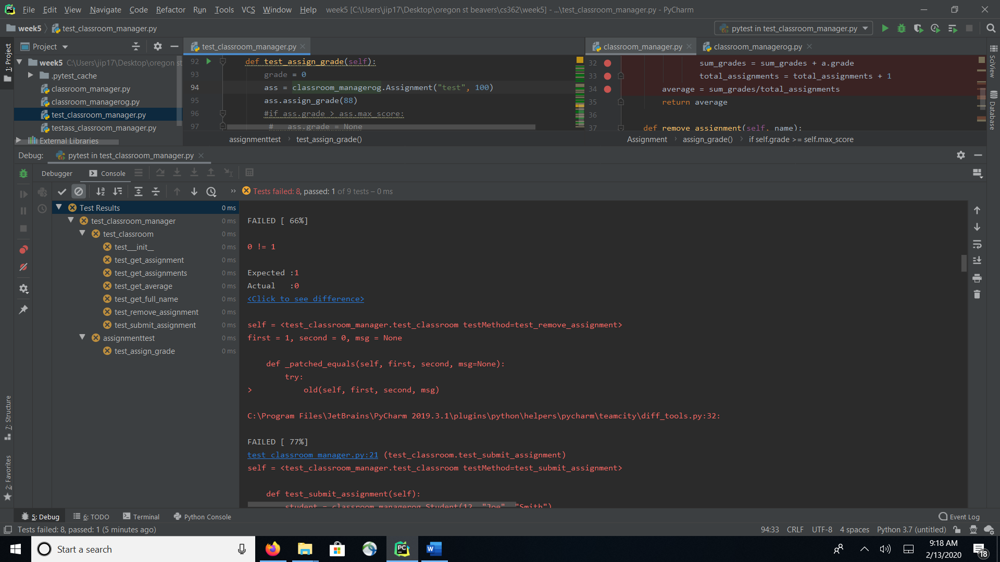 File Edit View Navigate Code Refactor Run Tools VCS Window Help week5 [C:\Users\jip17\Desktop\oregon st beavers\cs362\week5] - ...\test_classroom_manager.py - PyCharm
week5 test_classroom_manager.py
pytest in test_classroom_manager.py
1: Project
Project
week5 C:\Users\jip17\Desktop\oregon st
.pytest_cache
classroom_manager.py
classroom_managerog.py
test_classroom_manager.py
testass_classroom_manager.py
External Libraries
test_classroom_manager.py
92 def test_assign_grade(self):
93 grade = 0
94 ass = classroom_managerog.Assignment("test", 100)
95 ass.assign_grade(88)
96 #if ass.grade > ass.max_score:
97 # ass.grade = None
assignmenttest test_assign_grade()
classroom_manager.py classroom_managerog.py
32 sum_grades = sum_grades + a.grade
33 total_assignments = total_assignments + 1
34 average = sum_grades/total_assignments
35 return average
36
37 def remove_assignment(self, name):
Assignment assign_grade() if self.grade >= self.max_score
SciView
Database
Debug: pytest in test_classroom_manager.py
Debugger Console
Tests failed: 8, passed: 1 of 9 tests – 0 ms
Test Results 0 ms
test_classroom_manager 0 ms
test_classroom 0 ms
test__init__ 0 ms
test_get_assignment 0 ms
test_get_assignments 0 ms
test_get_average 0 ms
test_get_full_name 0 ms
test_remove_assignment 0 ms
test_submit_assignment 0 ms
assignmenttest 0 ms
test_assign_grade 0 ms
FAILED [ 66%]
0 != 1
Expected :1
Actual :0
<Click to see difference>
self = <test_classroom_manager.test_classroom testMethod=test_remove_assignment>
first = 1, second = 0, msg = None
def _patched_equals(self, first, second, msg=None):
try:
> old(self, first, second, msg)
C:\Program Files\JetBrains\PyCharm 2019.3.1\plugins\python\helpers\pycharm\teamcity\diff_tools.py:32:
FAILED [ 77%]
test_classroom_manager.py:21 (test_classroom.test_submit_assignment)
self = <test_classroom_manager.test_classroom testMethod=test_submit_assignment>
def test_submit_assignment(self):
student = classroom_managerog.Student(12, "Joe", "Smith")
7: Structure
2: Favorites
5: Debug 6: TODO Terminal Python Console Event Log
Tests failed: 8, passed: 1 (5 minutes ago) 94:33 CRLF UTF-8 4 spaces Python 3.7 (untitled)
Start a search
9:18 AM
2/13/2020
18